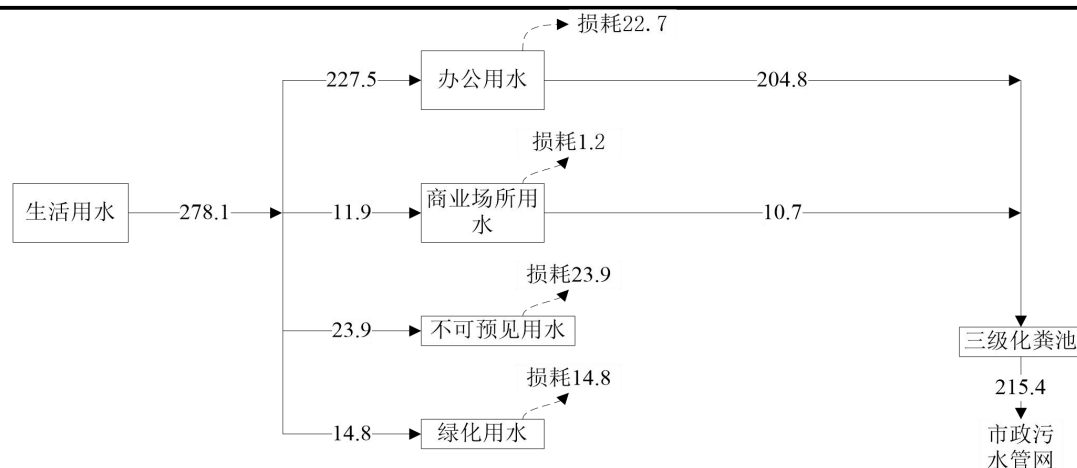 损耗22.7
227.5
办公用水
204.8
损耗1.2
生活用水
278.1
11.9
商业场所用
水
10.7
损耗23.9
23.9
不可预见用水
三级化粪池
损耗14.8
215.4
14.8
绿化用水
市政污
水管网